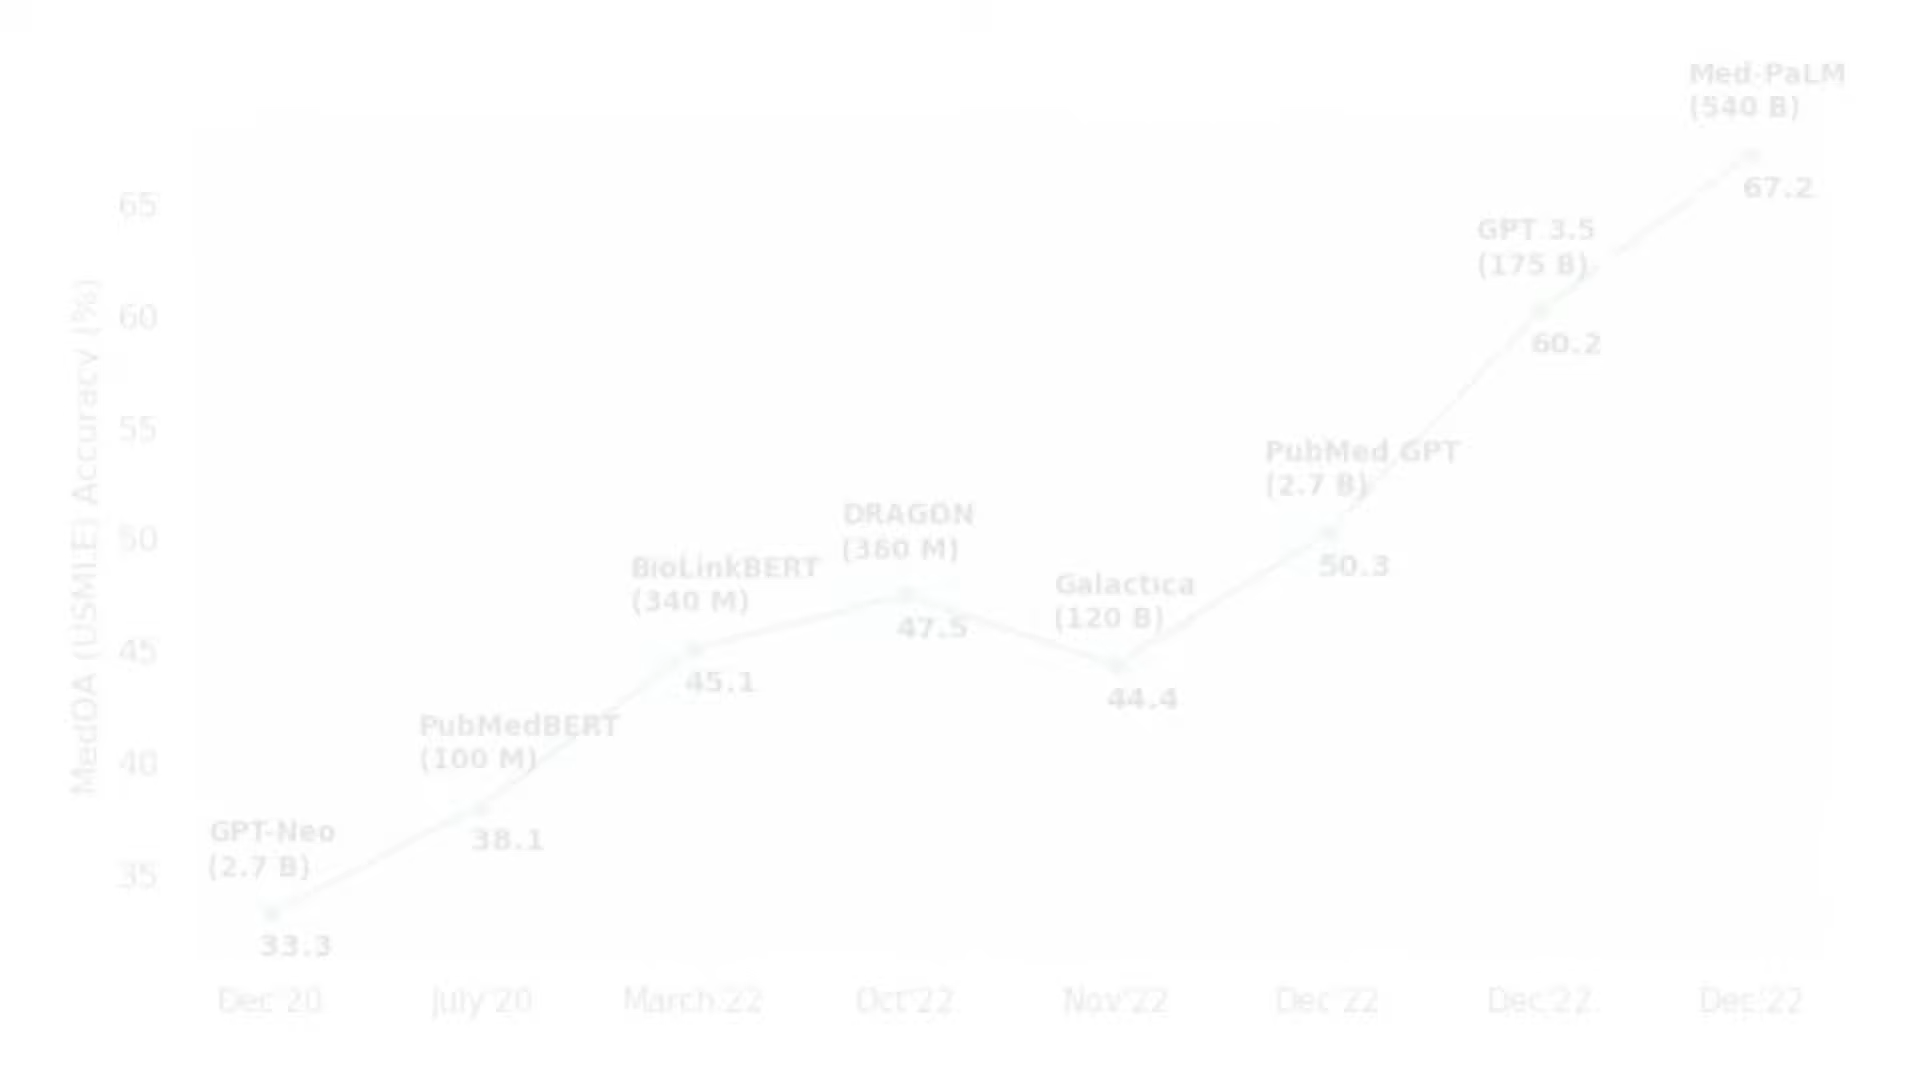 Med-PaLM
(540 B)
67.2
GPT 3.5
(175 B)
60.2
PubMed GPT
(2.7 B)
50.3
DRAGON
(360 M)
47.5
BioLinkBERT
(340 M)
45.1
Galactica
(120 B)
44.4
PubMedBERT
(100 M)
38.1
GPT-Neo
(2.7 B)
33.3
MedQA (USMLE) Accuracy (%)
65
60
55
50
45
40
35
Dec'20
July'20
March'22
Oct'22
Nov'22
Dec'22
Dec'22
Dec'22